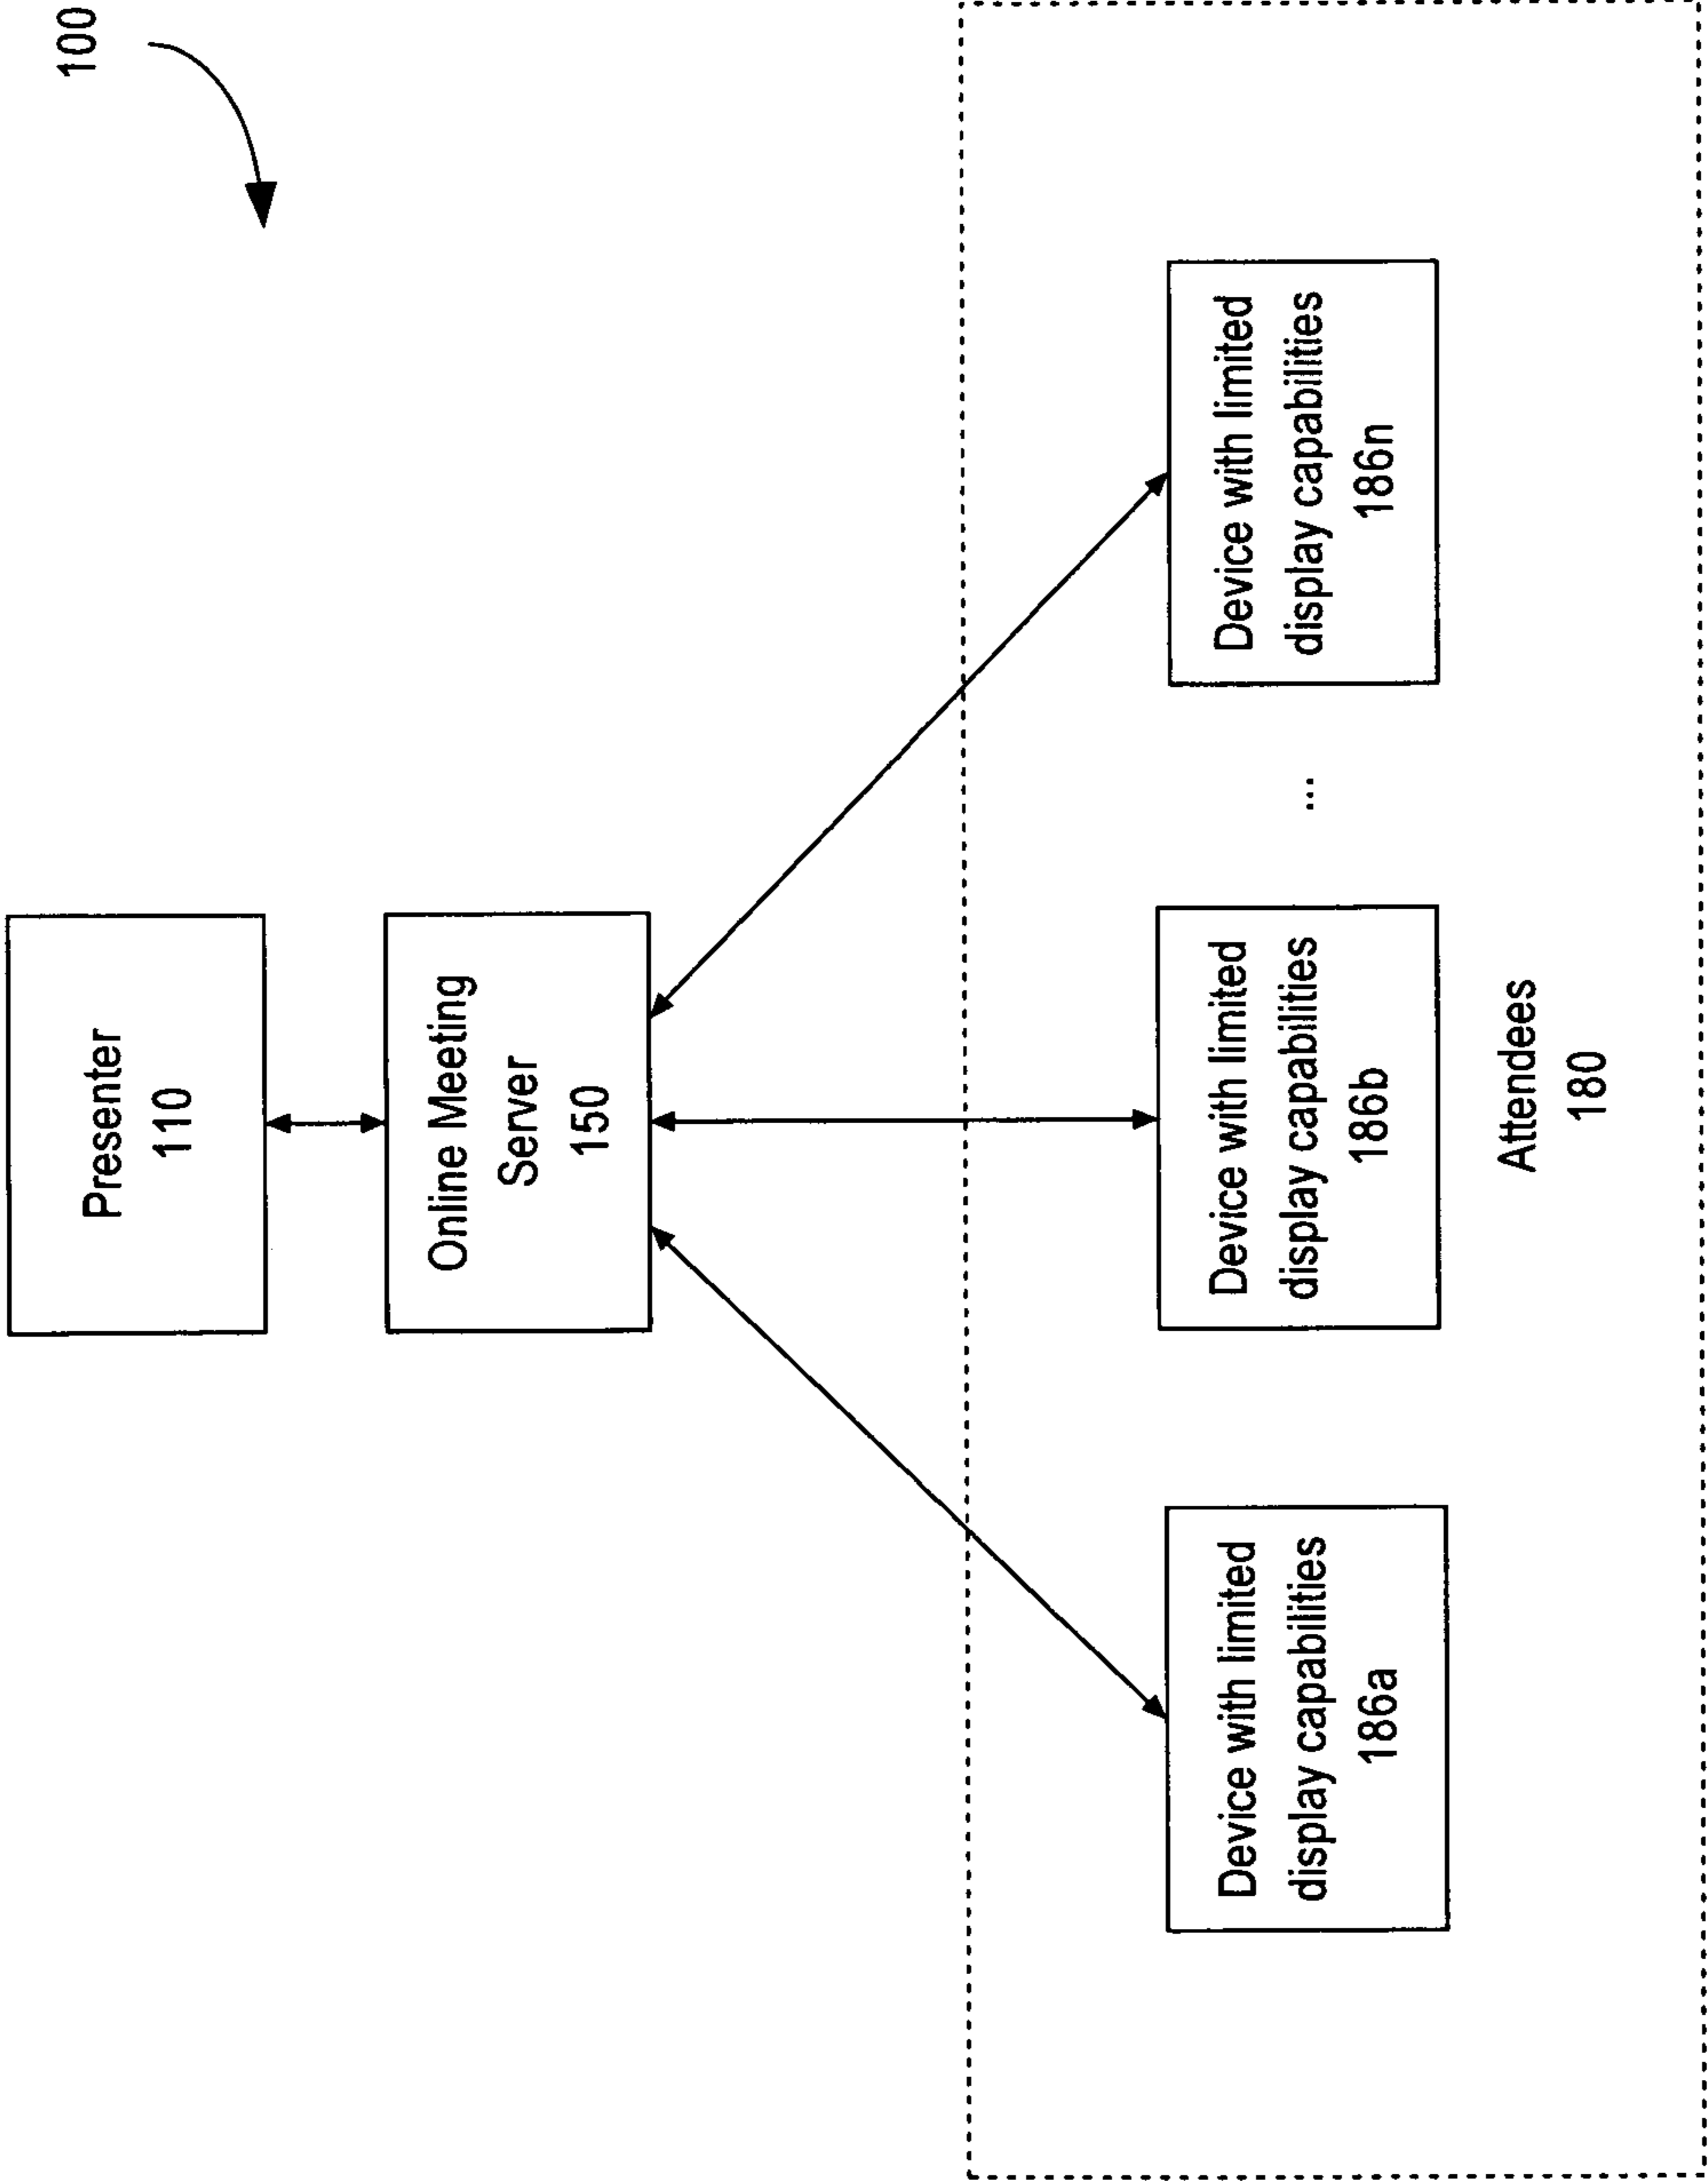 100
Presenter
110
Online Meeting
Server
150
Device with limited
display capabilities
186a
Device with limited
display capabilities
186b
...
Device with limited
display capabilities
186n
Attendees
180